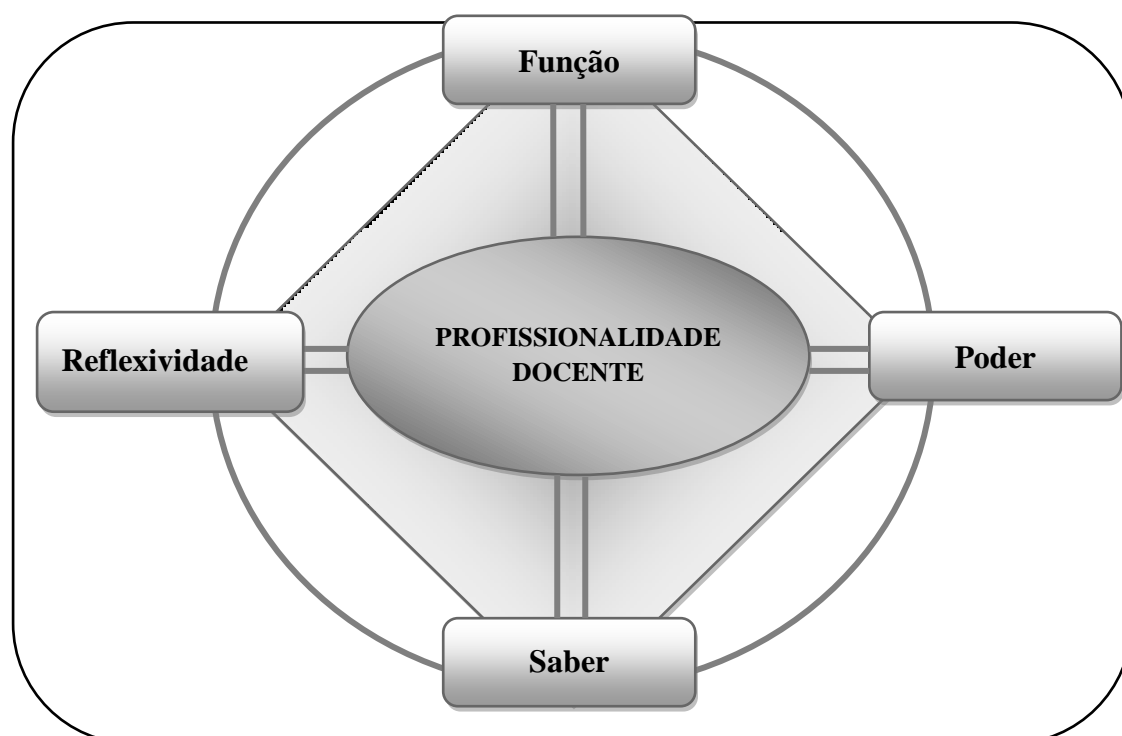 Função
Reflexividade
PROFISSIONALIDADE
DOCENTE
Poder
Saber